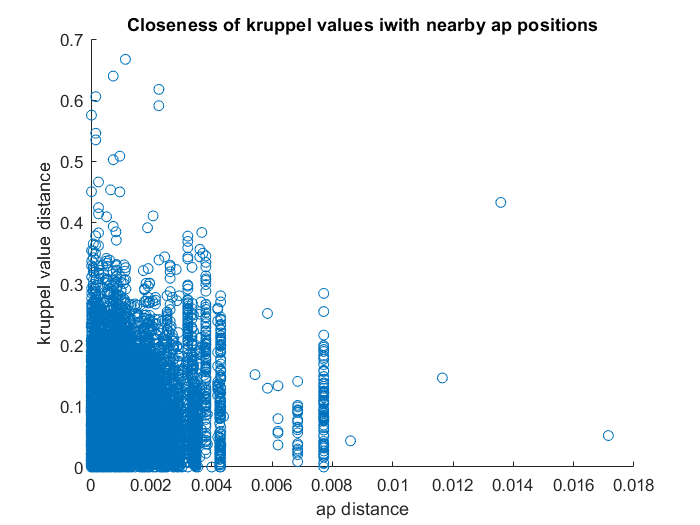 Closeness of kruppel values iwith nearby ap positions
0.7
0.6
0.5
0.4
0.3
0.2
0.1
0
kruppel value distance
0 0.002 0.004 0.006 0.008 0.01 0.012 0.014 0.016 0.018
ap distance